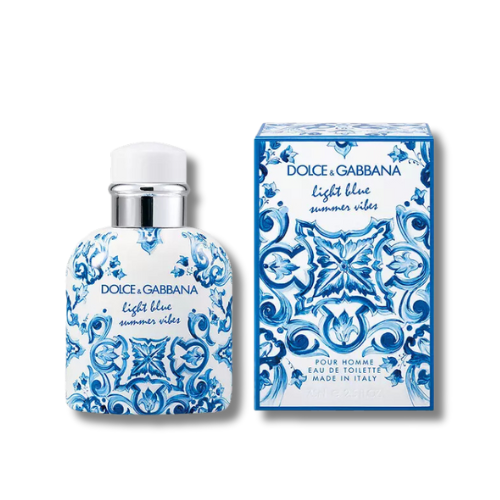 DOLCE & GABBANA
light blue
summer vibes
DOLCE & GABBANA
light blue
summer vibes
POUR HOMME
EAU DE TOILETTE
MADE IN ITALY